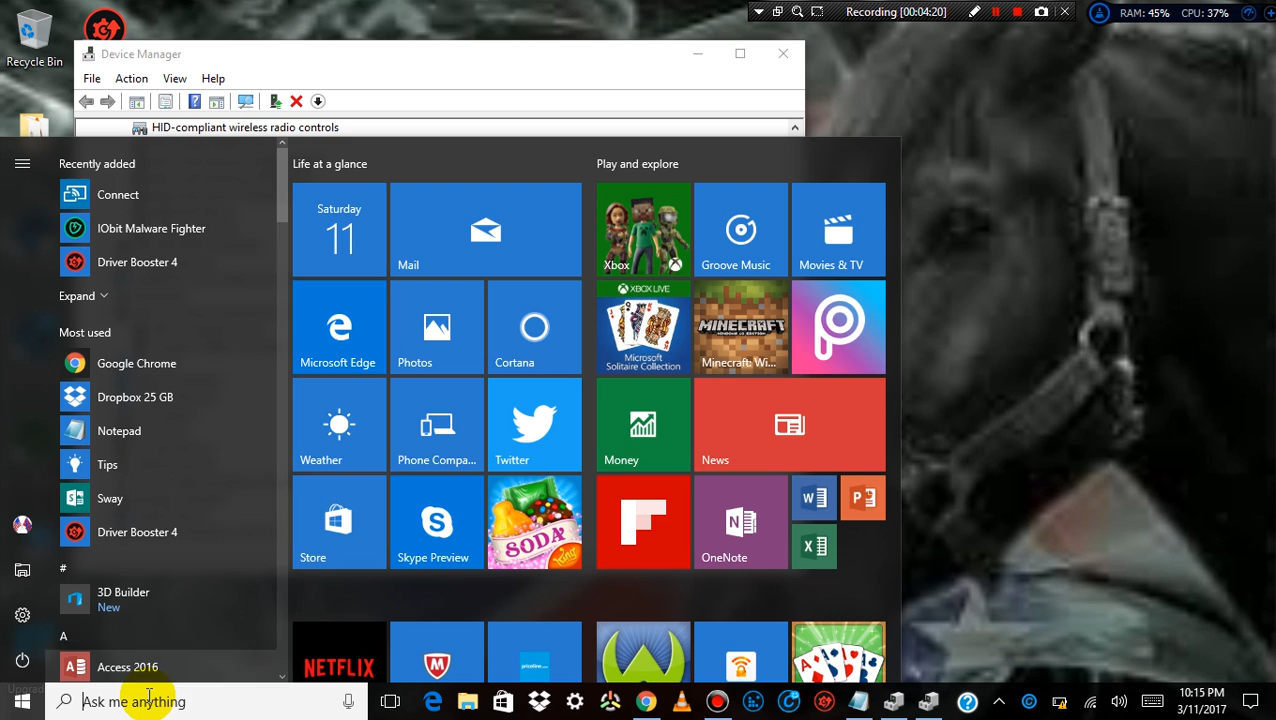 Recording [00:04:20]
RAM: 45% CPU: 37%
Recycle Bin
Device Manager
File Action View Help
HID-compliant wireless radio controls
Recently added
Connect
IObit Malware Fighter
Driver Booster 4
Expand
Most used
Google Chrome
Dropbox 25 GB
Notepad
Tips
Sway
Driver Booster 4
#
3D Builder
New
A
Access 2016
Life at a glance
Saturday
11
Mail
Microsoft Edge
Photos
Cortana
Weather
Phone Compa...
Twitter
Store
Skype Preview
SODA
King
NETFLIX
priceline
Play and explore
Xbox
Groove Music
Movies & TV
XBOX LIVE
Microsoft
Solitaire Collection
MINECRAFT
Minecraft: Wi...
Money
News
OneNote
Upgrad
Ask me anything
10:15 PM
3/11/2017